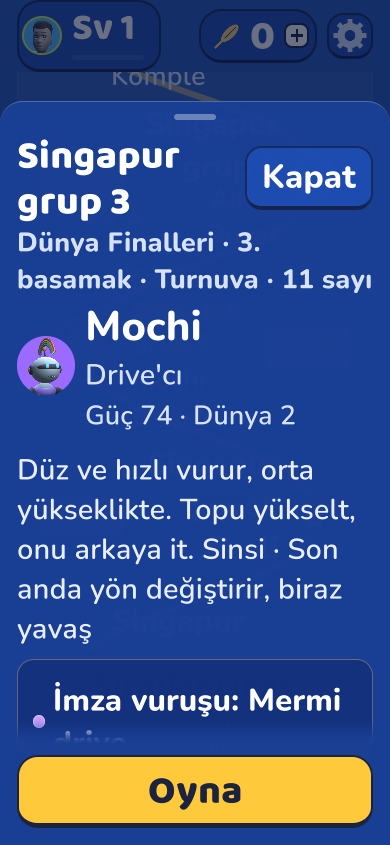 Sv 1
0
Komple
Singapur
grup 3
Kapat
Dünya Finalleri · 3.
basamak · Turnuva · 11 sayı
Mochi
Drive'cı
Güç 74 · Dünya 2
Düz ve hızlı vurur, orta
yükseklikte. Topu yükselt,
onu arkaya it. Sinsi · Son
anda yön değiştirir, biraz
yavaş
İmza vuruşu: Mermi
drive
Oyna